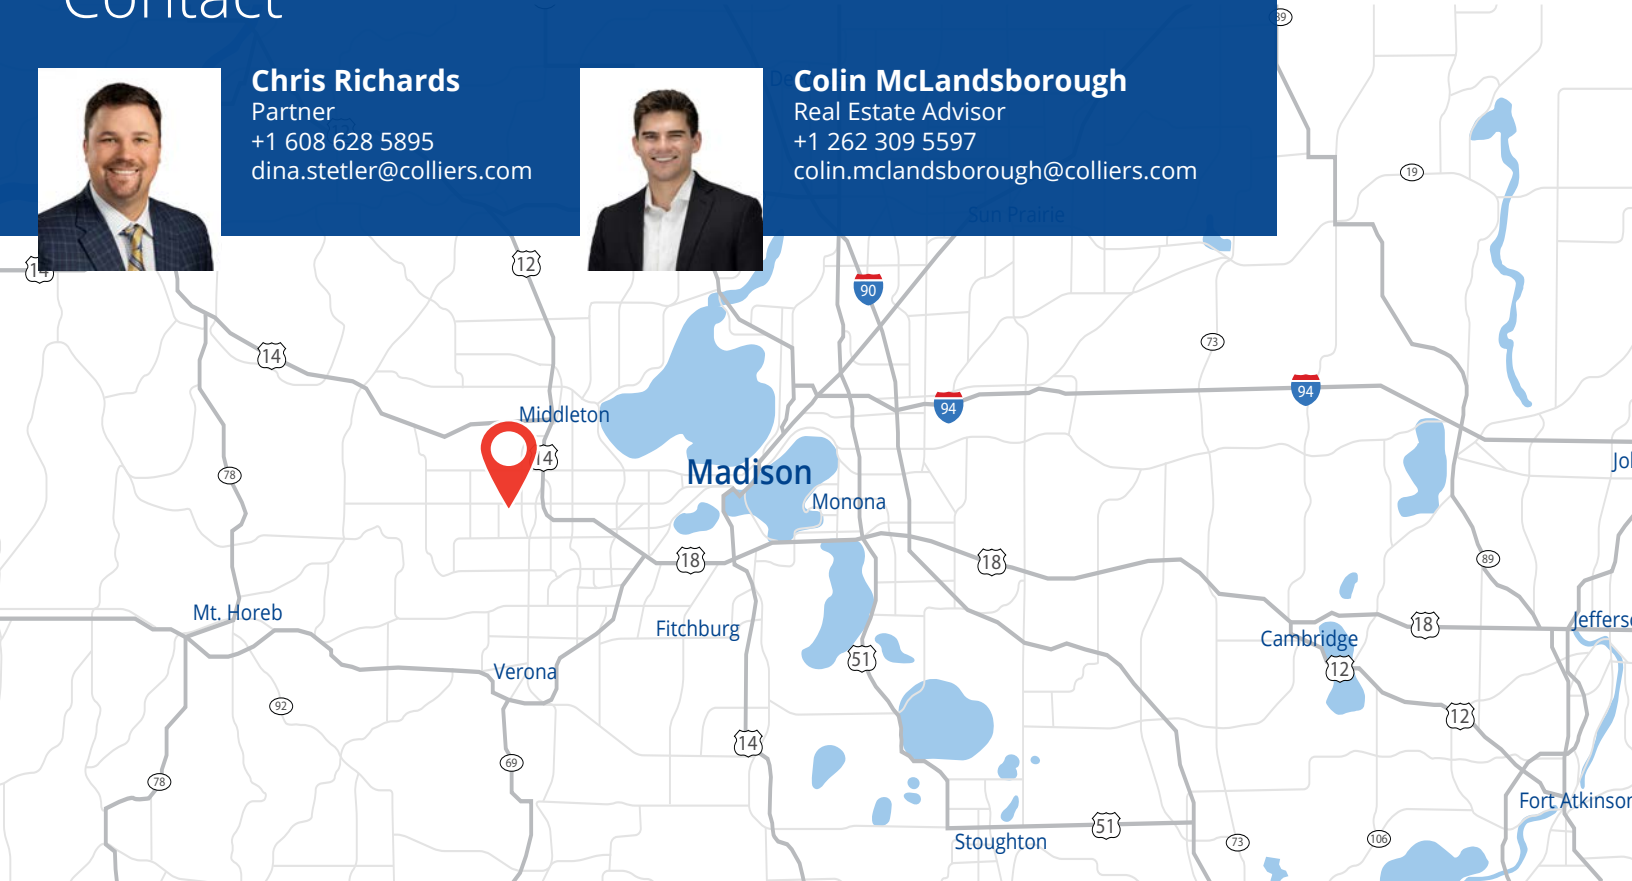 Contact
Chris Richards
Partner
+1 608 628 5895
dina.stetler@colliers.com
Colin McLandsborough
Real Estate Advisor
+1 262 309 5597
colin.mclandsborough@colliers.com
89
19
Sun Prairie
14
12
90
73
14
94
94
Middleton
14
Madison
78
Monona
18
18
89
Mt. Horeb
Fitchburg
Cambridge
18
51
12
Verona
92
12
14
69
78
Fort Atkinson
51
Stoughton
73
106